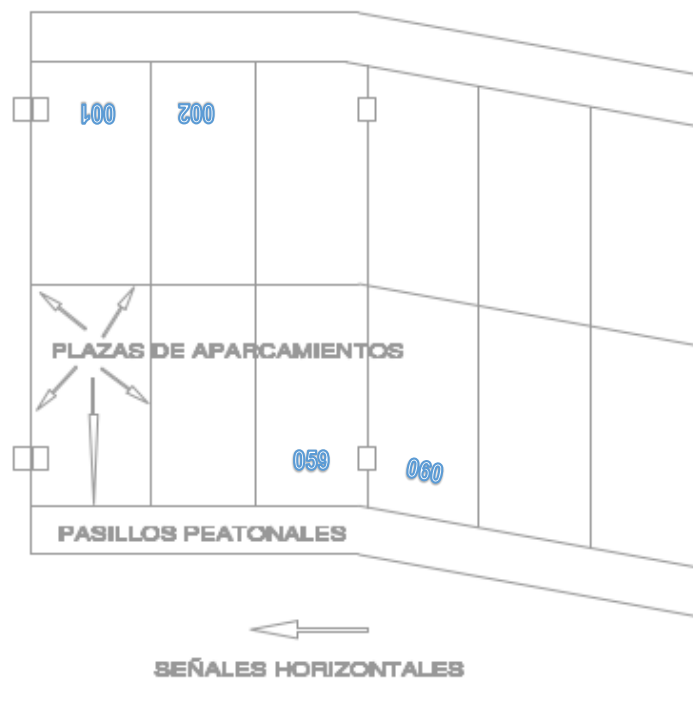 001 002
PLAZAS DE APARCAMIENTOS
059 060
PASILLOS PEATONALES
SEÑALES HORIZONTALES